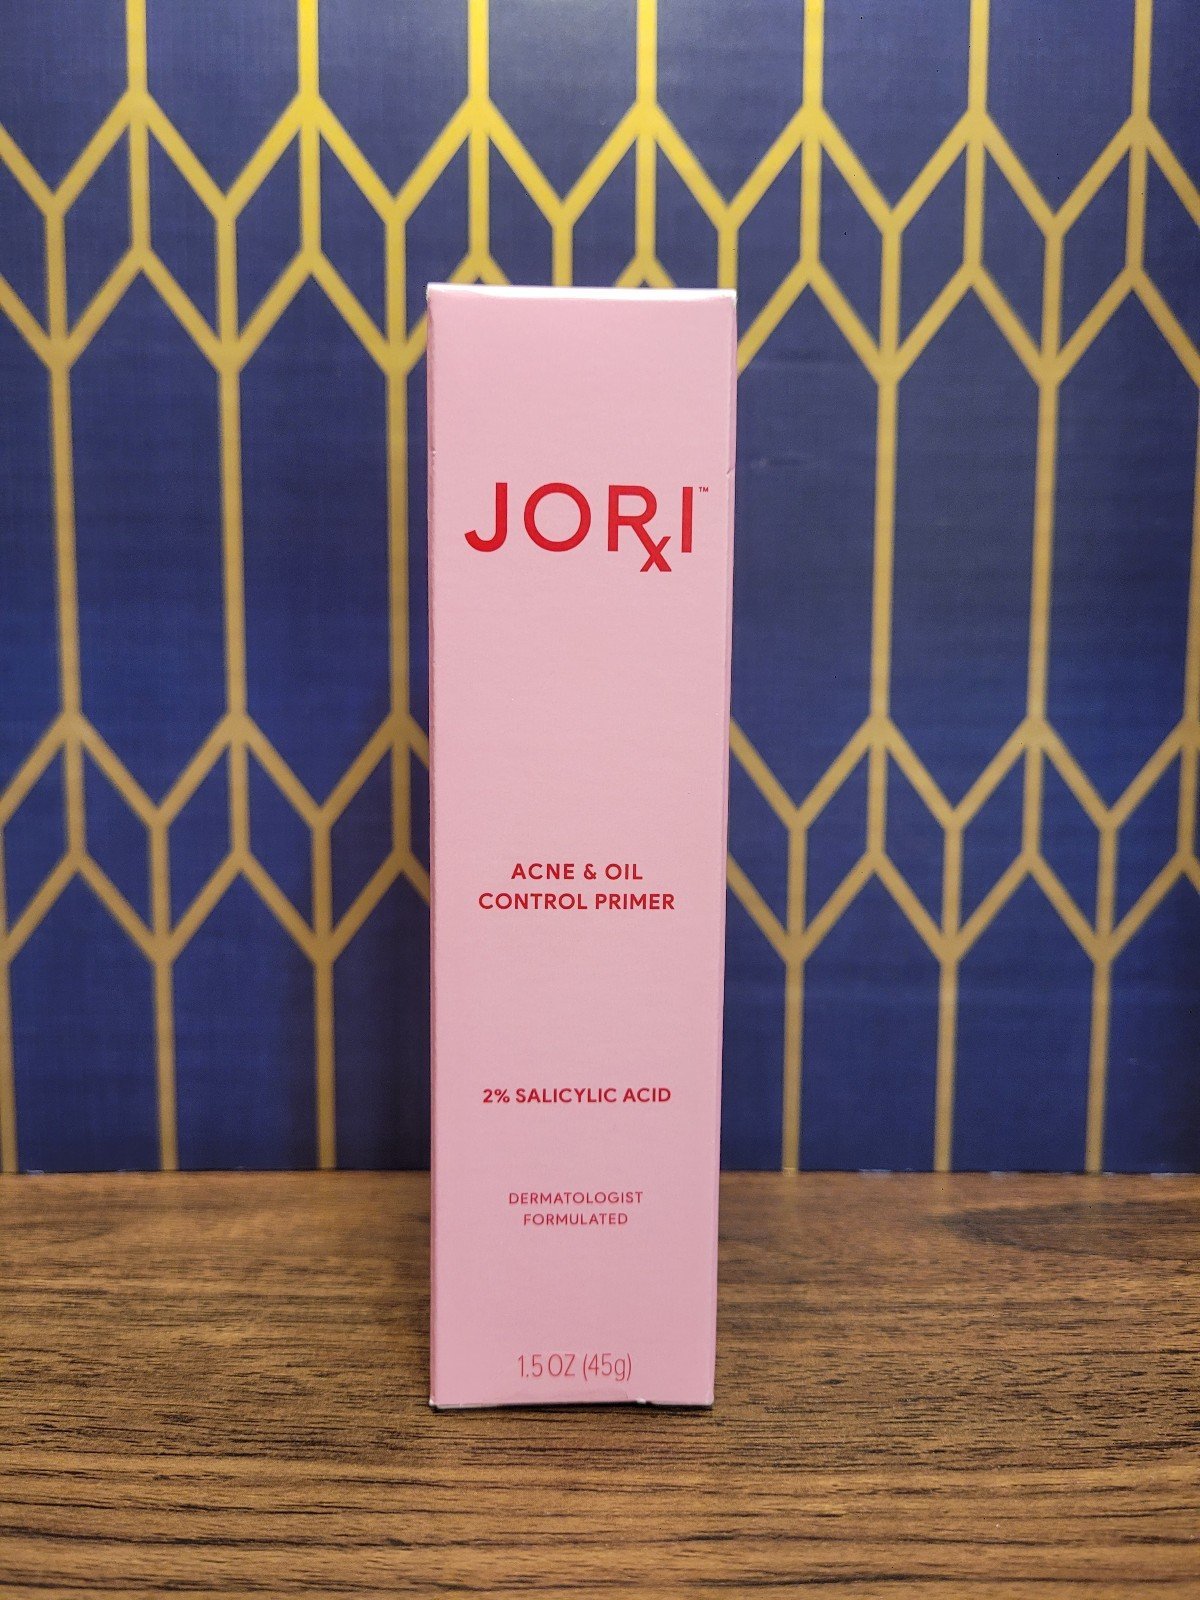 JORxI™
ACNE & OIL
CONTROL PRIMER
2% SALICYLIC ACID
DERMATOLOGIST
FORMULATED
1.5 OZ (45g)